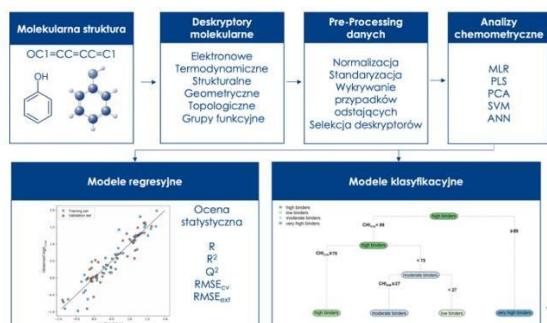 Molekularna struktura
OC1=CC=CC=C1
OH
Deskryptory molekularne
Elektronowe
Termodynamiczne
Strukturalne
Geometryczne
Topologiczne
Grupy funkcyjne
Pre-Processing
danych
Normalizacja
Standaryzacja
Wykrywanie
przypadków
odstających
Selekcja deskryptorów
Analizy
chemometryczne
MLR
PLS
PCA
SVM
ANN
Modele regresyjne
Training set
Validation set
Ocena
statystyczna
R
R²
Q²
RMSEcv
RMSEext
Modele klasyfikacyjne
high binders
low binders
moderate binders
very high binders
high binders
high binders
moderate binders
high binders
moderate binders
low binders
very high binders